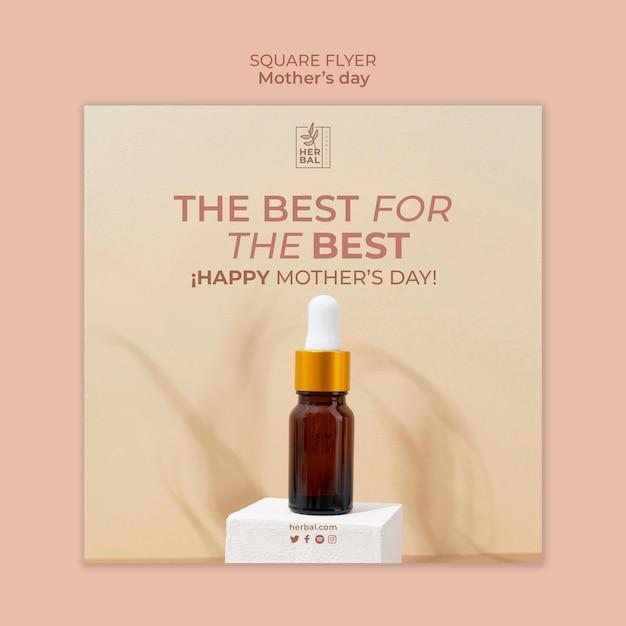 SQUARE FLYER
Mother's day
HER
BAL
THE BEST FOR
THE BEST
¡HAPPY MOTHER'S DAY!
herbal.com